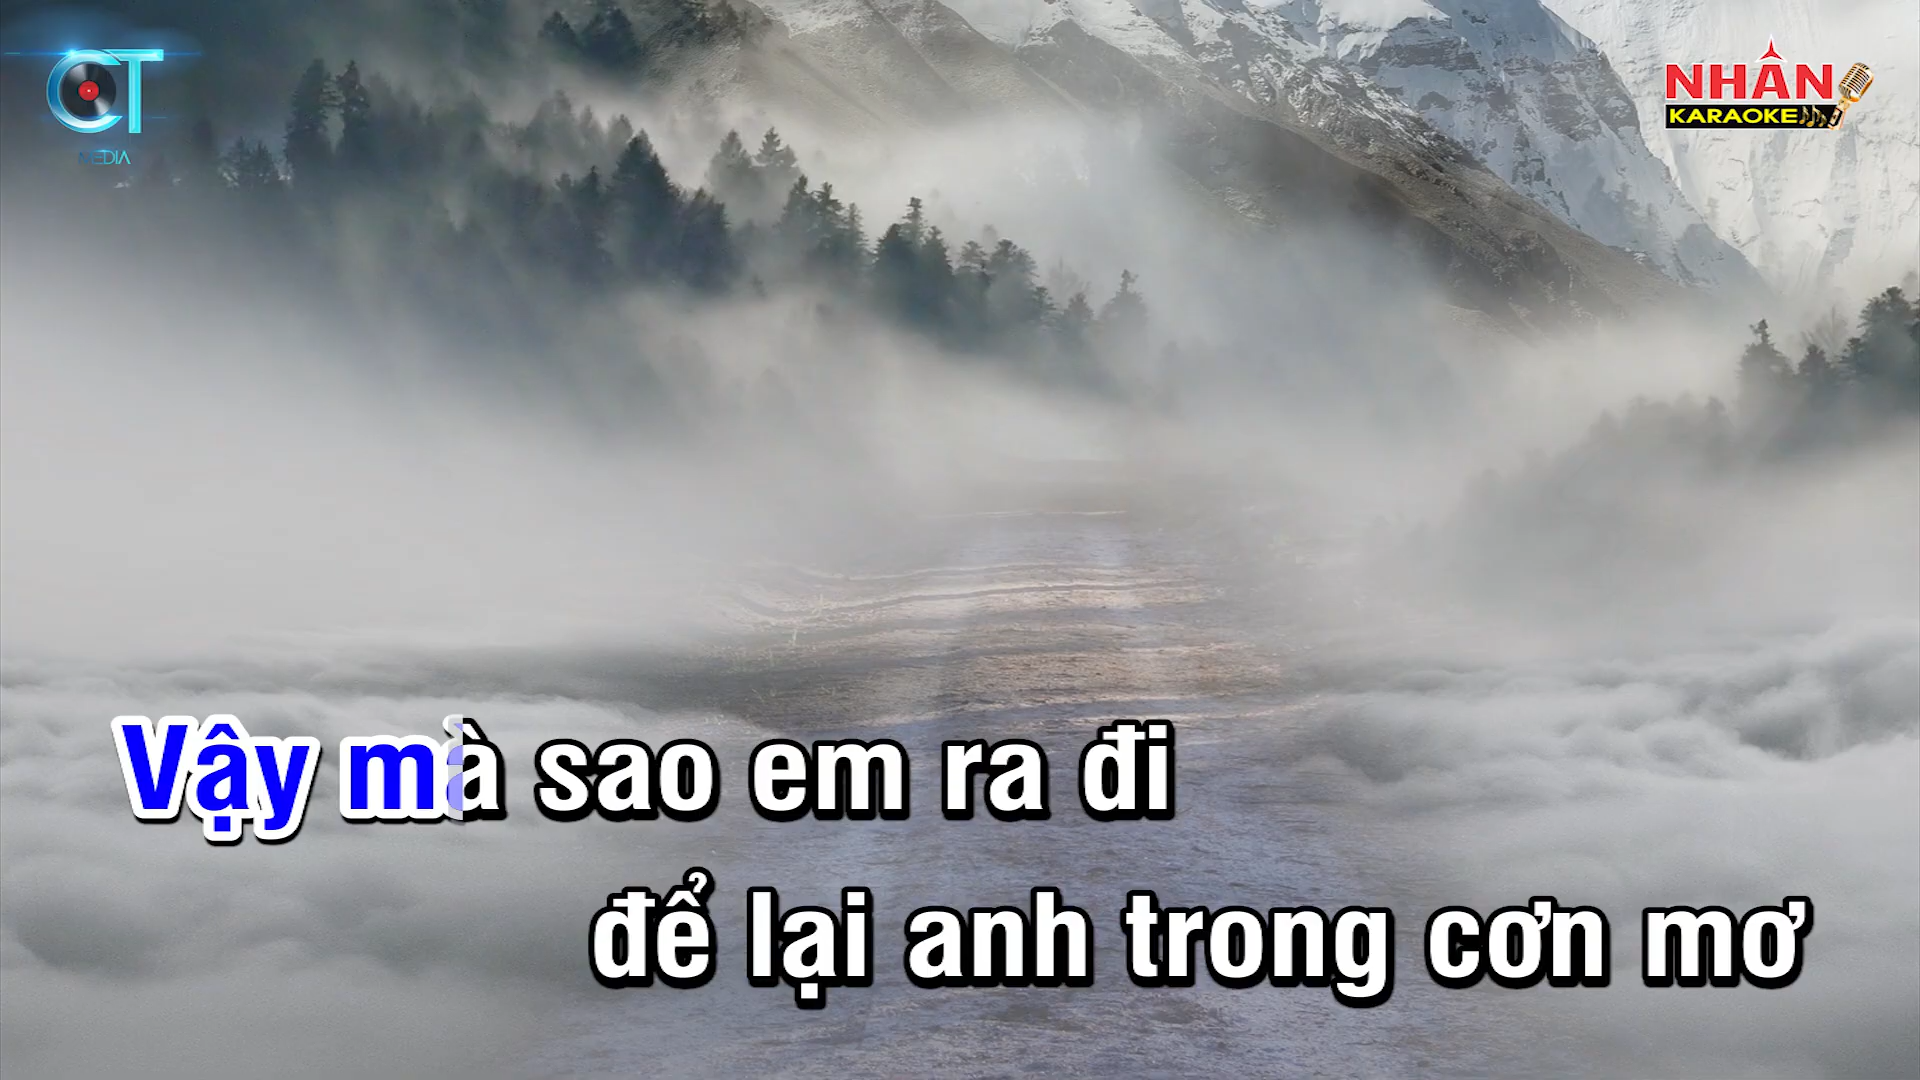 CT
MEDIA
NHÂN
KARAOKE
Vậy mà sao em ra đi
để lại anh trong cơn mơ